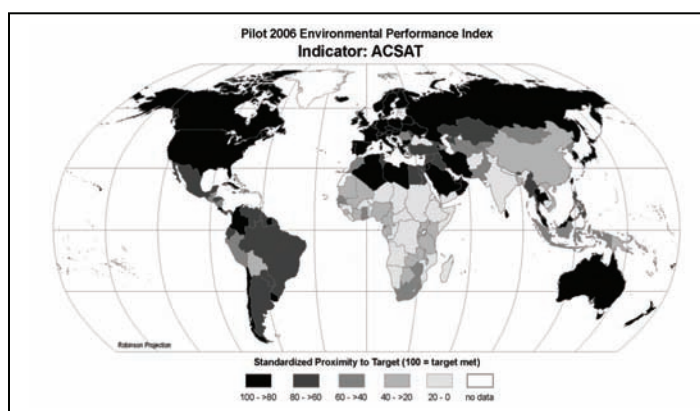 Pilot 2006 Environmental Performance Index
Indicator: ACSAT
Robinson Projection
Standardized Proximity to Target (100 = target met)
100 - >80
80 - >60
60 - >40
40 - >20
20 - 0
no data